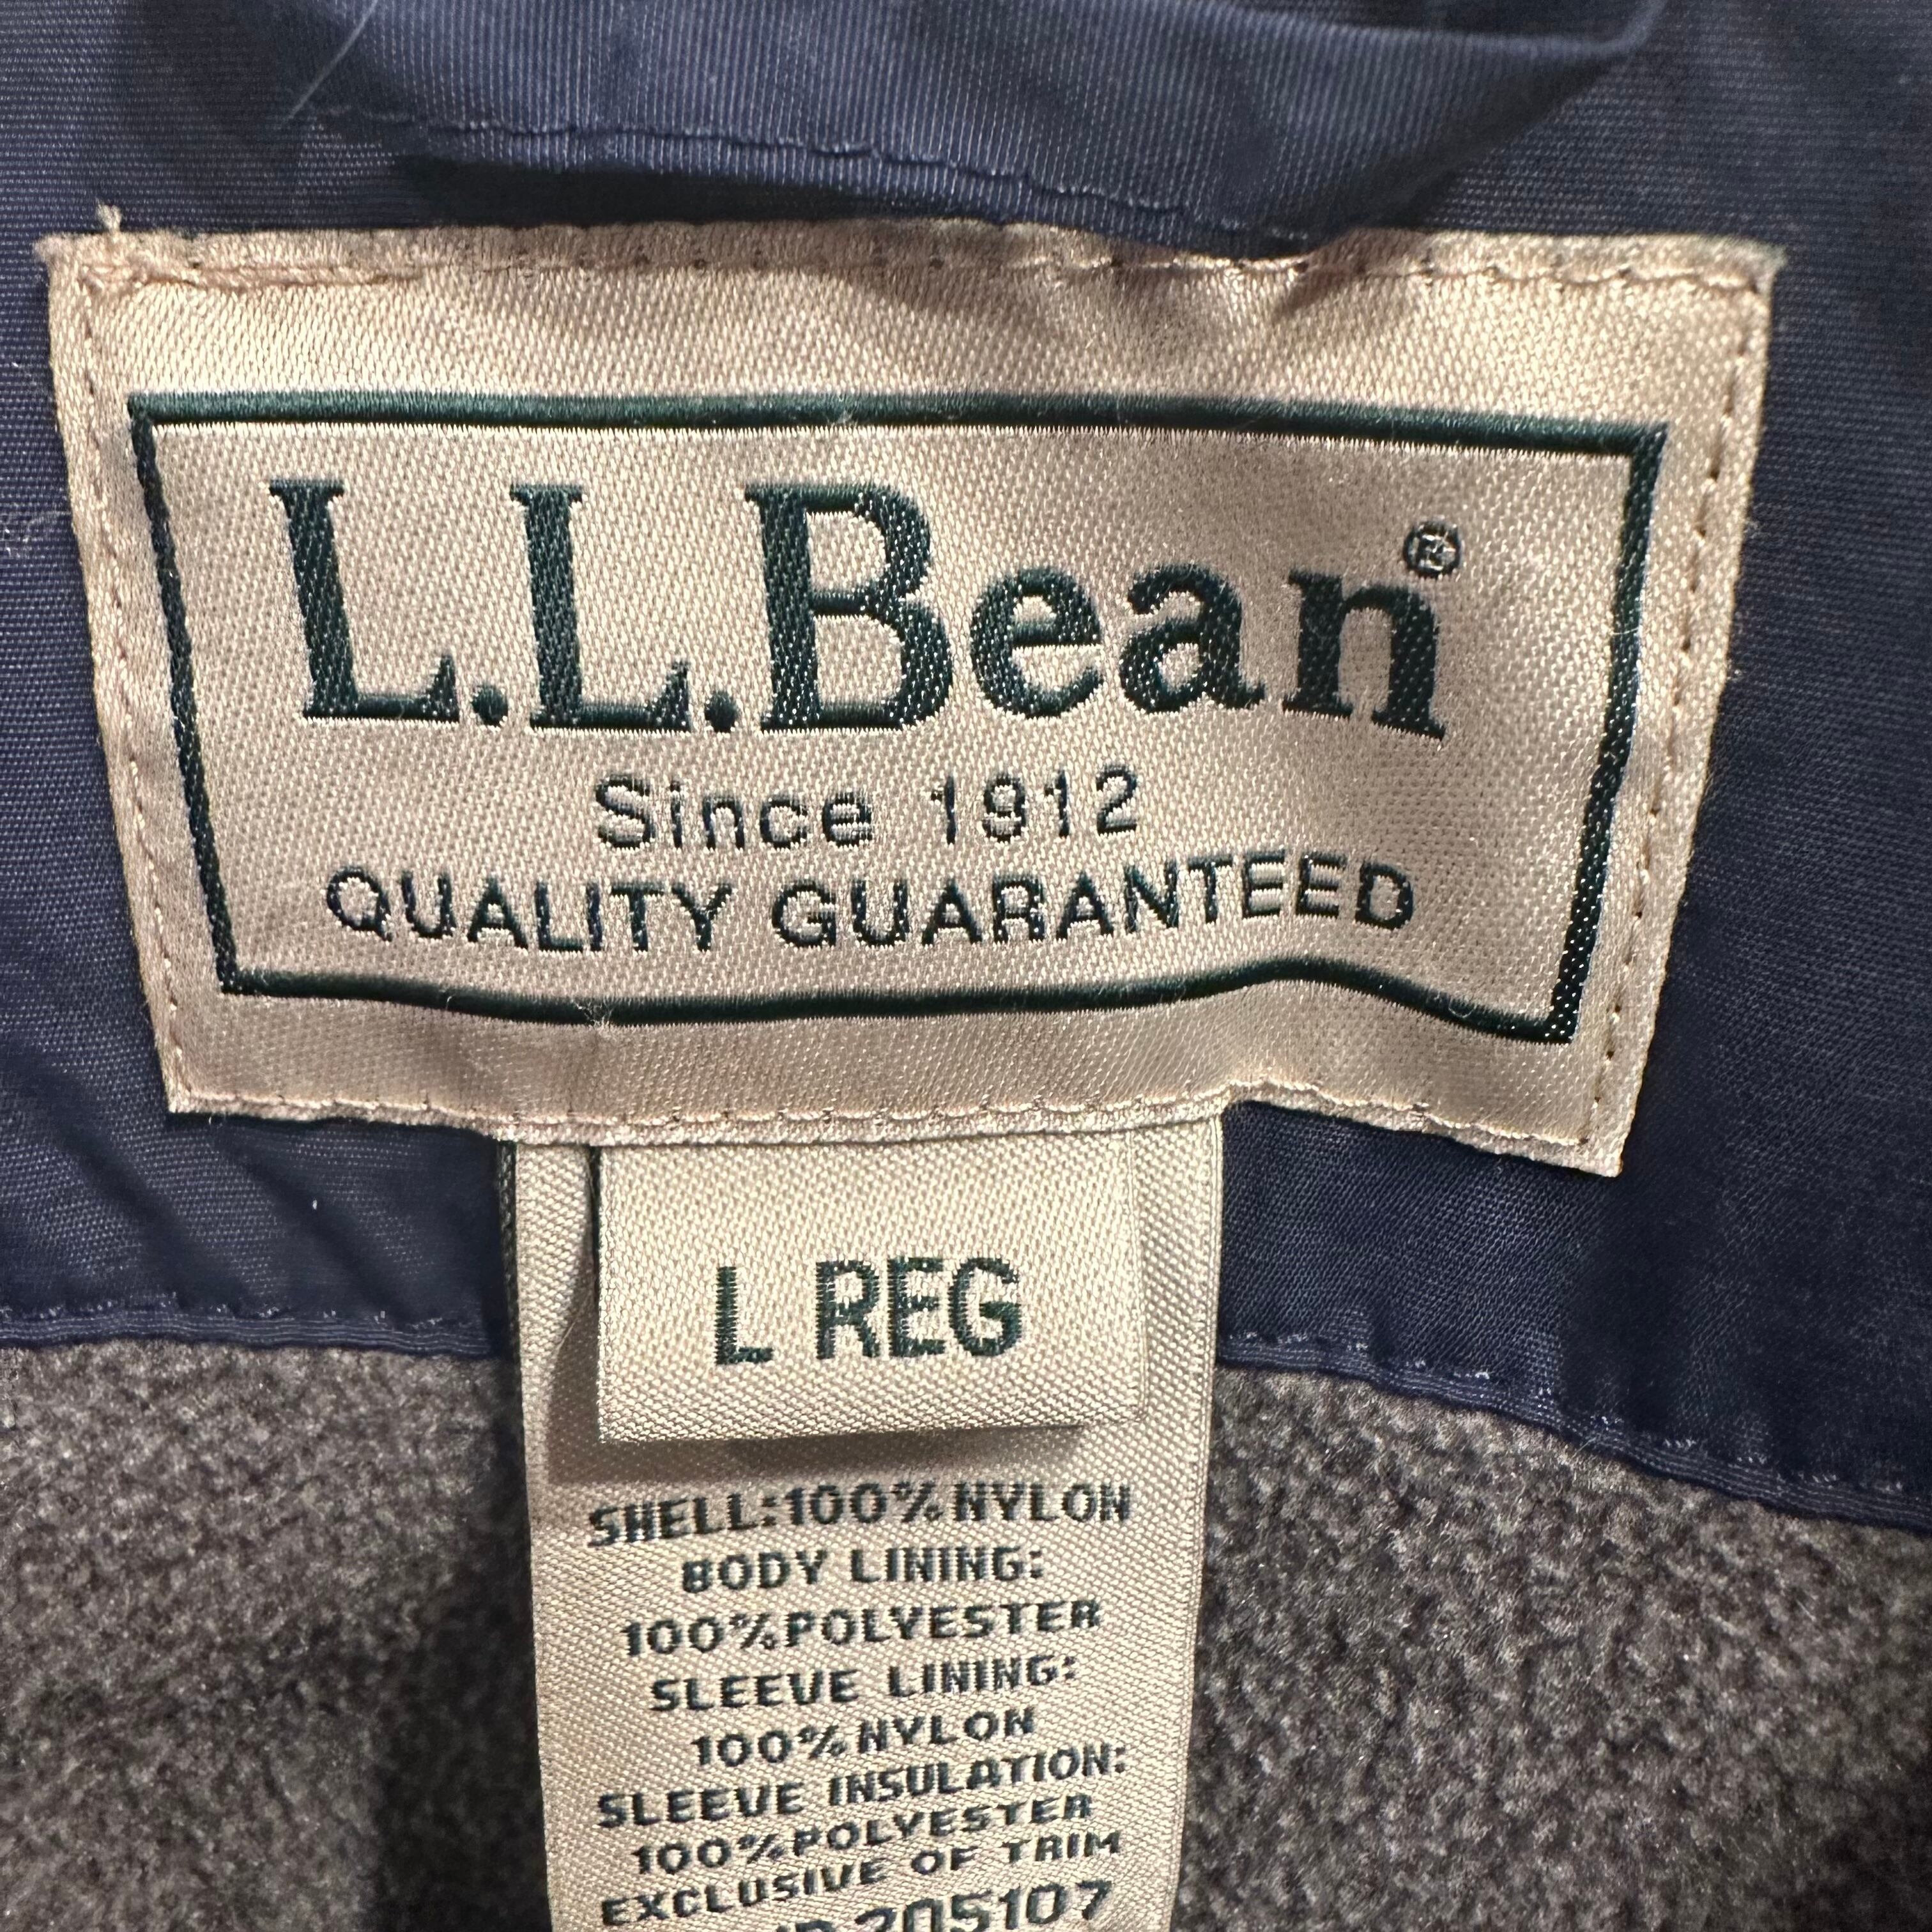 L.L.Bean®
Since 1912
QUALITY GUARANTEED
L REG
SHELL:100%NYLON
BODY LINING:
100%POLYESTER
SLEEVE LINING:
100%NYLON
SLEEVE INSULATION:
100%POLYESTER
EXCLUSIVE OF TRIM
205107